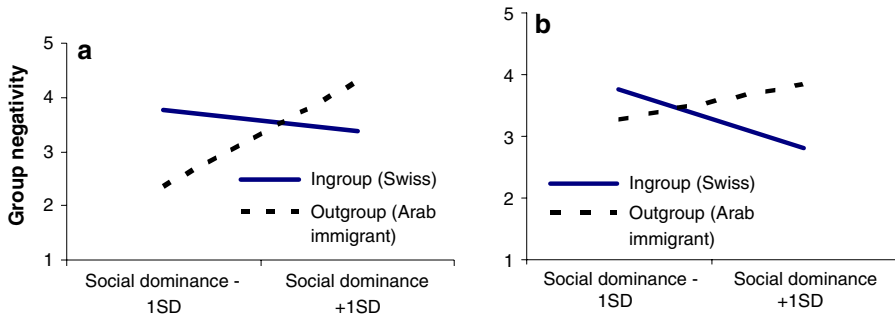 a
5
4
3
2
1
Group negativity
Ingroup (Swiss)
Outgroup (Arab
immigrant)
Social dominance -
1SD
Social dominance
+1SD
b
5
4
3
2
1
Ingroup (Swiss)
Outgroup (Arab
immigrant)
Social dominance -
1SD
Social dominance
+1SD